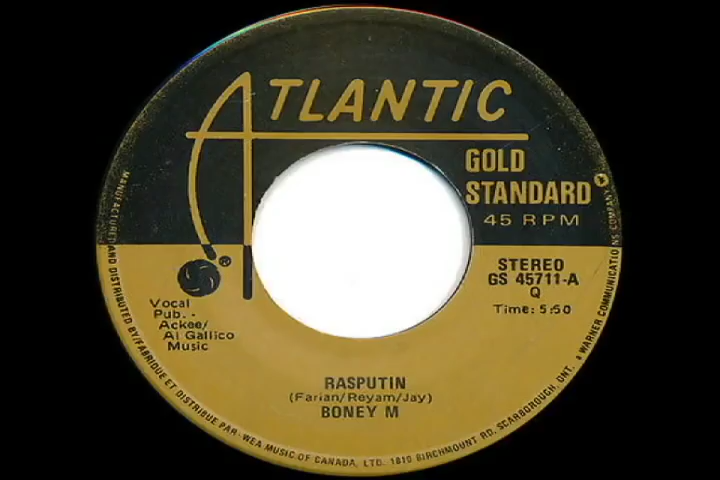 ATLANTIC
GOLD
STANDARD
45 RPM
STEREO
GS 45711-A
Q
Time: 5:50
®
Vocal
Pub. -
Ackee/
Al Gallico
Music
RASPUTIN
(Farian/Reyam/Jay)
BONEY M
MANUFACTURED AND DISTRIBUTED BY/FABRIQUE ET DISTRIBUE PAR - WEA MUSIC OF CANADA, LTD. 1810 BIRCHMOUNT RD. SCARBOROUGH, ONT. A WARNER COMMUNICATIONS COMPANY